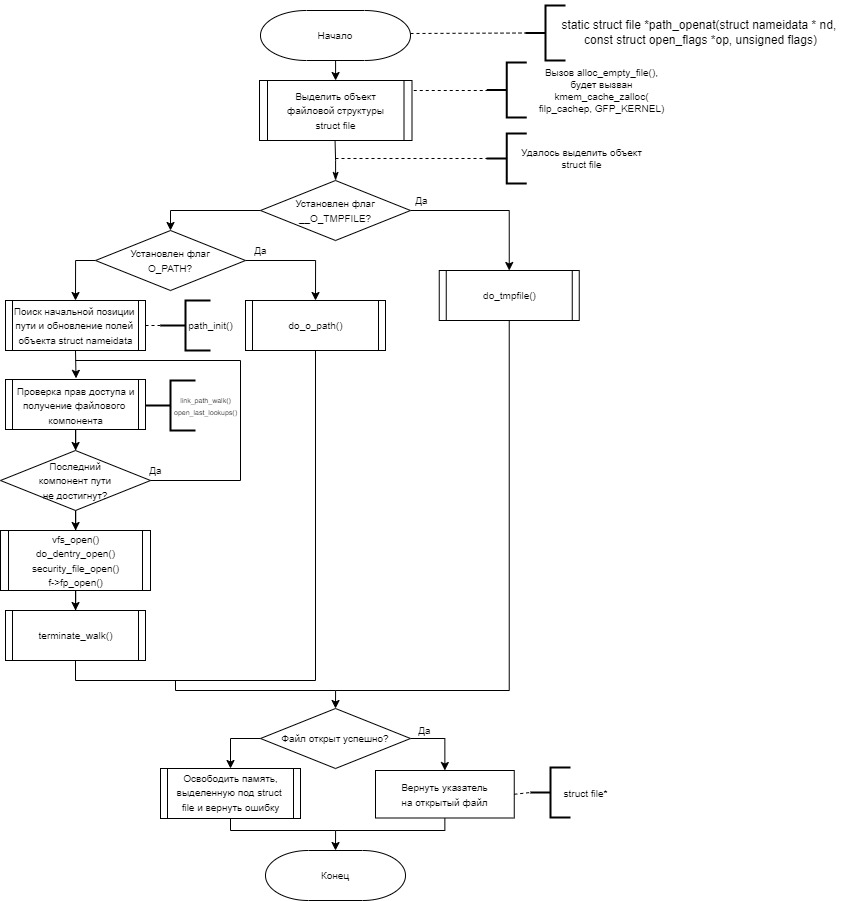 Начало
static struct file *path_openat(struct nameidata * nd,
const struct open_flags *op, unsigned flags)
Выделить объект
файловой структуры
struct file
Вызов alloc_empty_file(),
будет вызван
kmem_cache_zalloc(
filp_cachep, GFP_KERNEL)
Удалось выделить объект
struct file
Установлен флаг
__O_TMPFILE?
Да
Установлен флаг
O_PATH?
Да
do_tmpfile()
Поиск начальной позиции
пути и обновление полей
объекта struct nameidata
path_init()
do_o_path()
Проверка прав доступа и
получение файлового
компонента
link_path_walk()
open_last_lookups()
Последний
компонент пути
не достигнут?
Да
vfs_open()
do_dentry_open()
security_file_open()
f->fp_open()
terminate_walk()
Файл открыт успешно?
Да
Освободить память,
выделенную под struct
file и вернуть ошибку
Вернуть указатель
на открытый файл
struct file*
Конец